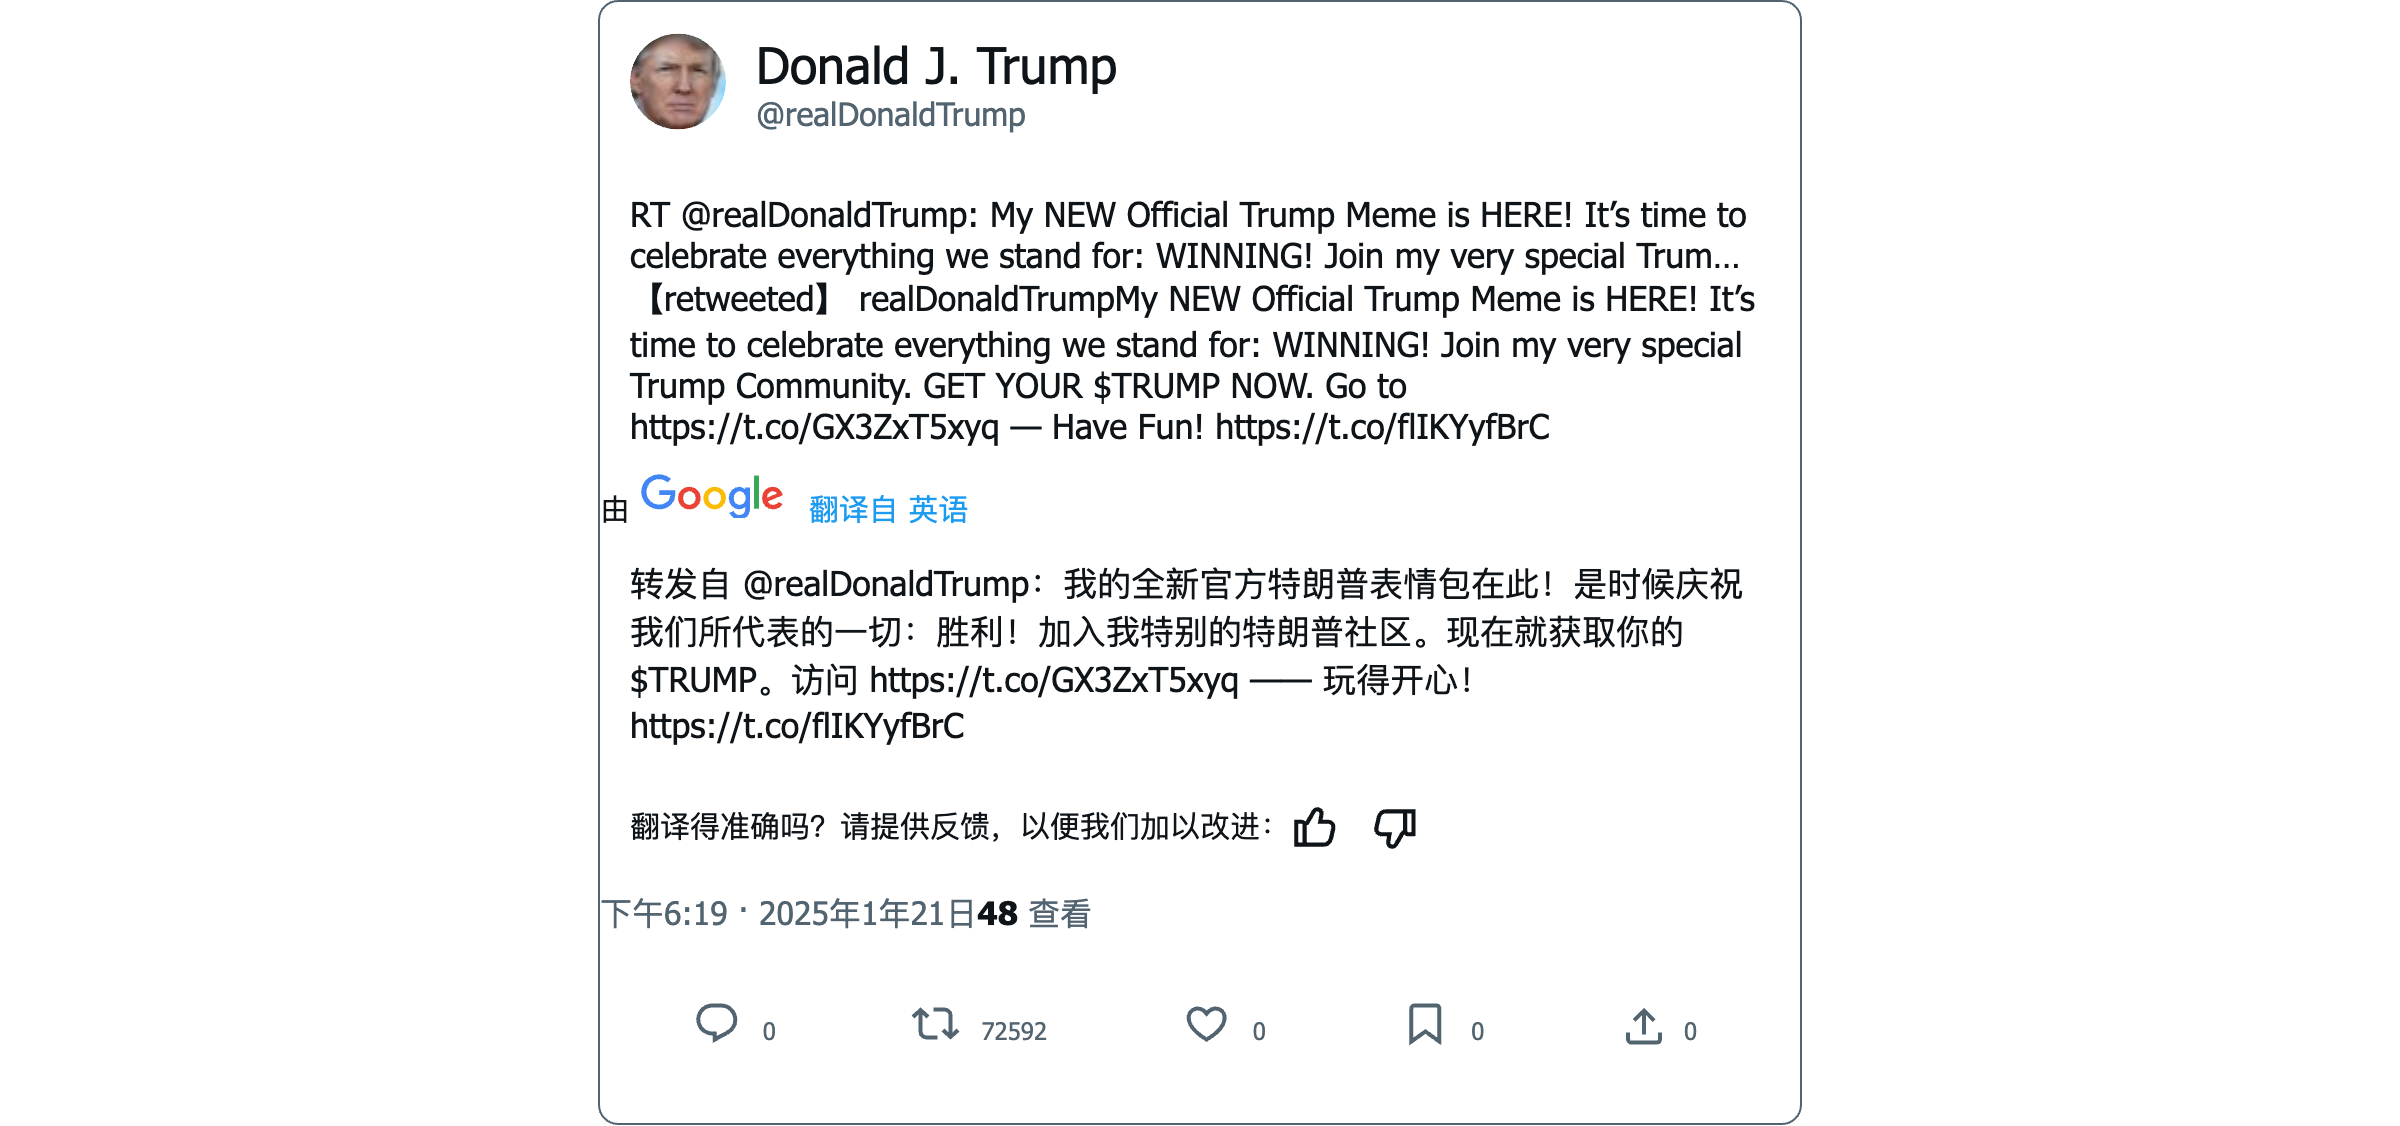 Donald J. Trump
@realDonaldTrump
RT @realDonaldTrump: My NEW Official Trump Meme is HERE! It’s time to
celebrate everything we stand for: WINNING! Join my very special Trum…
【retweeted】 realDonaldTrumpMy NEW Official Trump Meme is HERE! It’s
time to celebrate everything we stand for: WINNING! Join my very special
Trump Community. GET YOUR $TRUMP NOW. Go to
https://t.co/GX3ZxT5xyq — Have Fun! https://t.co/flIKYyfBrC
由 Google 翻译自 英语
转发自 @realDonaldTrump：我的全新官方特朗普表情包在此！是时候庆祝
我们所代表的一切：胜利！加入我特别的特朗普社区。现在就获取你的
$TRUMP。访问 https://t.co/GX3ZxT5xyq —— 玩得开心！
https://t.co/flIKYyfBrC
翻译得准确吗？请提供反馈，以便我们加以改进：
下午6:19 · 2025年1年21日48 查看
0 72592 0 0 0